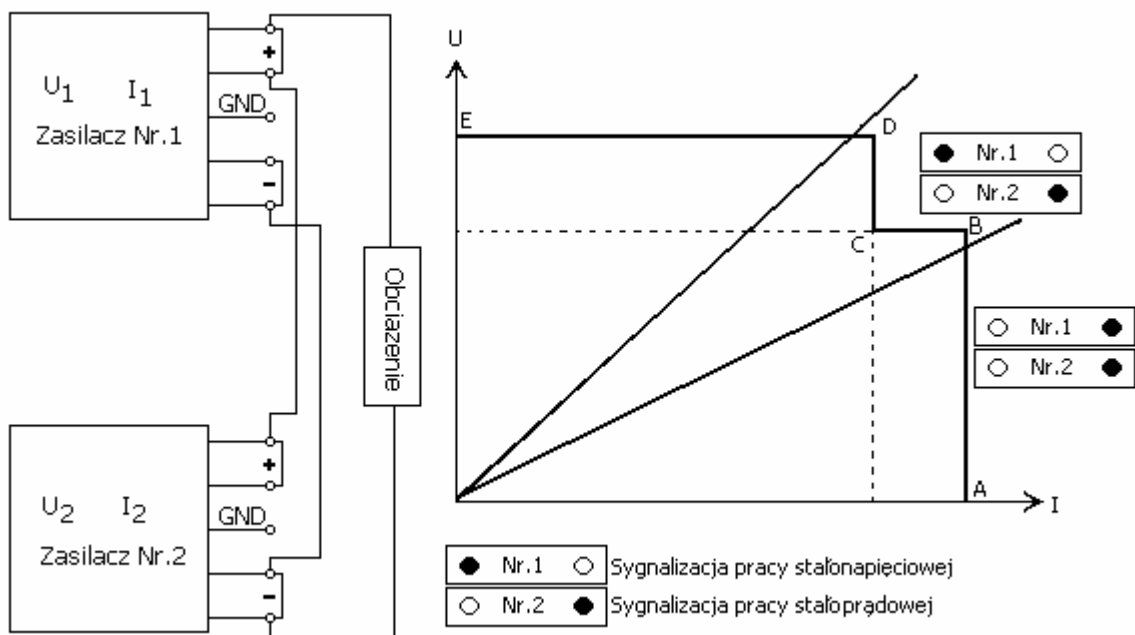 U1 I1
Zasilacz Nr.1
+
GND
-
Obciazenie
U2 I2
Zasilacz Nr.2
+
GND
-
U
E
D
C
B
A
I
Nr.1
Nr.2
Nr.1
Nr.2
Nr.1 Sygnalizacja pracy stałonapięciowej
Nr.2 Sygnalizacja pracy stałoprądowej